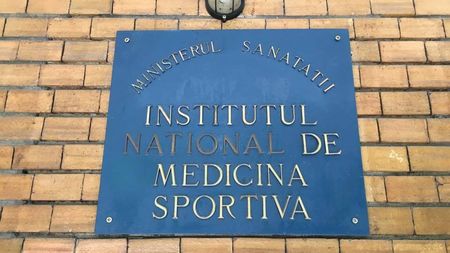 MINISTERUL SANATATII
INSTITUTUL
NATIONAL DE
MEDICINA
SPORTIVA